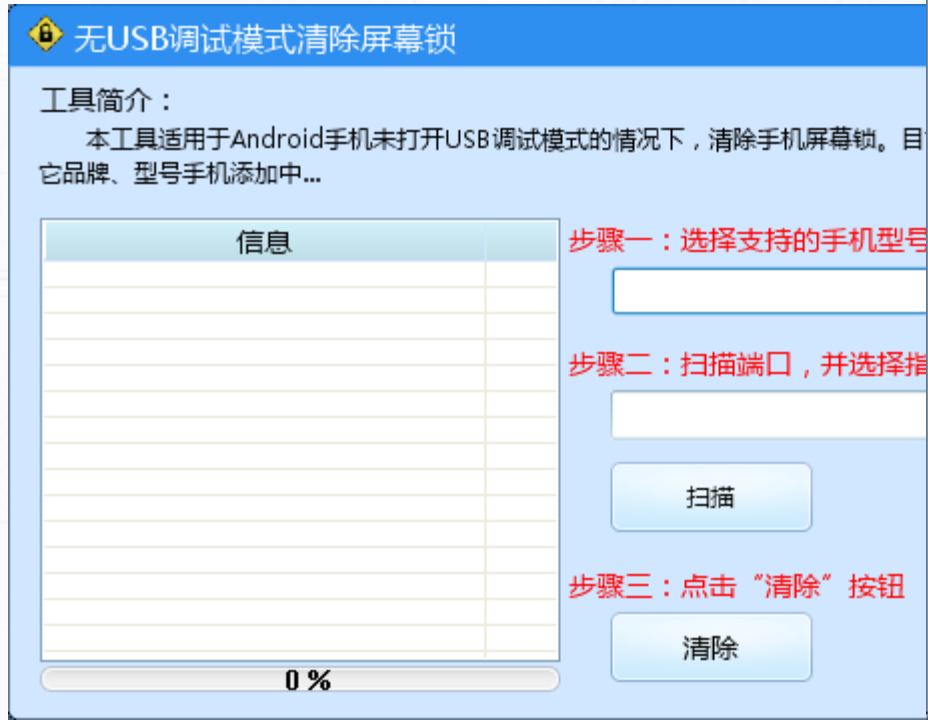 无USB调试模式清除屏幕锁
工具简介：
本工具适用于Android手机未打开USB调试模式的情况下，清除手机屏幕锁。目
它品牌、型号手机添加中...
信息
步骤一：选择支持的手机型号
步骤二：扫描端口，并选择指
扫描
步骤三：点击“清除”按钮
清除
0 %